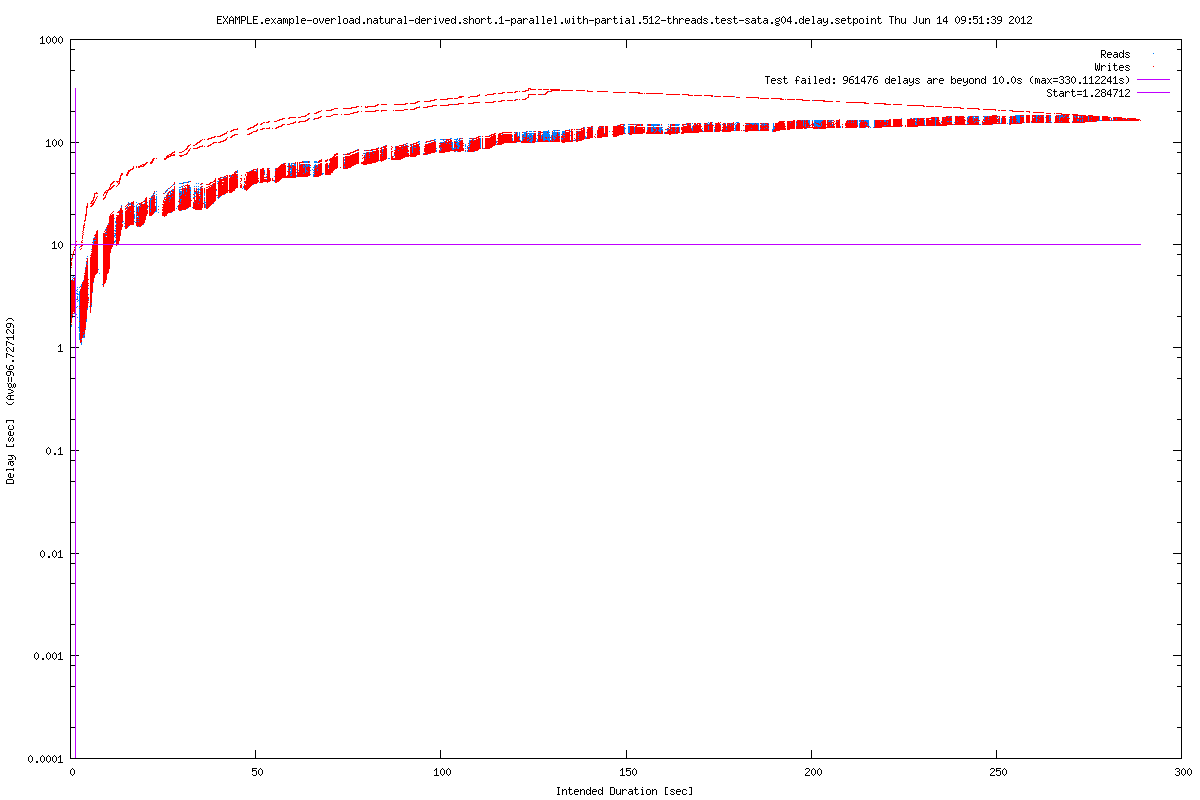 EXAMPLE.example-overload.natural-derived.short.1-parallel.with-partial.512-threads.test-sata.g04.delay.setpoint Thu Jun 14 09:51:39 2012
Reads
Writes
Test failed: 961476 delays are beyond 10.0s (max=330.112241s)
Start=1.284712
1000
100
10
1
0.1
0.01
0.001
0.0001
Delay [sec] (Avg=96.727129)
0 50 100 150 200 250 300
Intended Duration [sec]